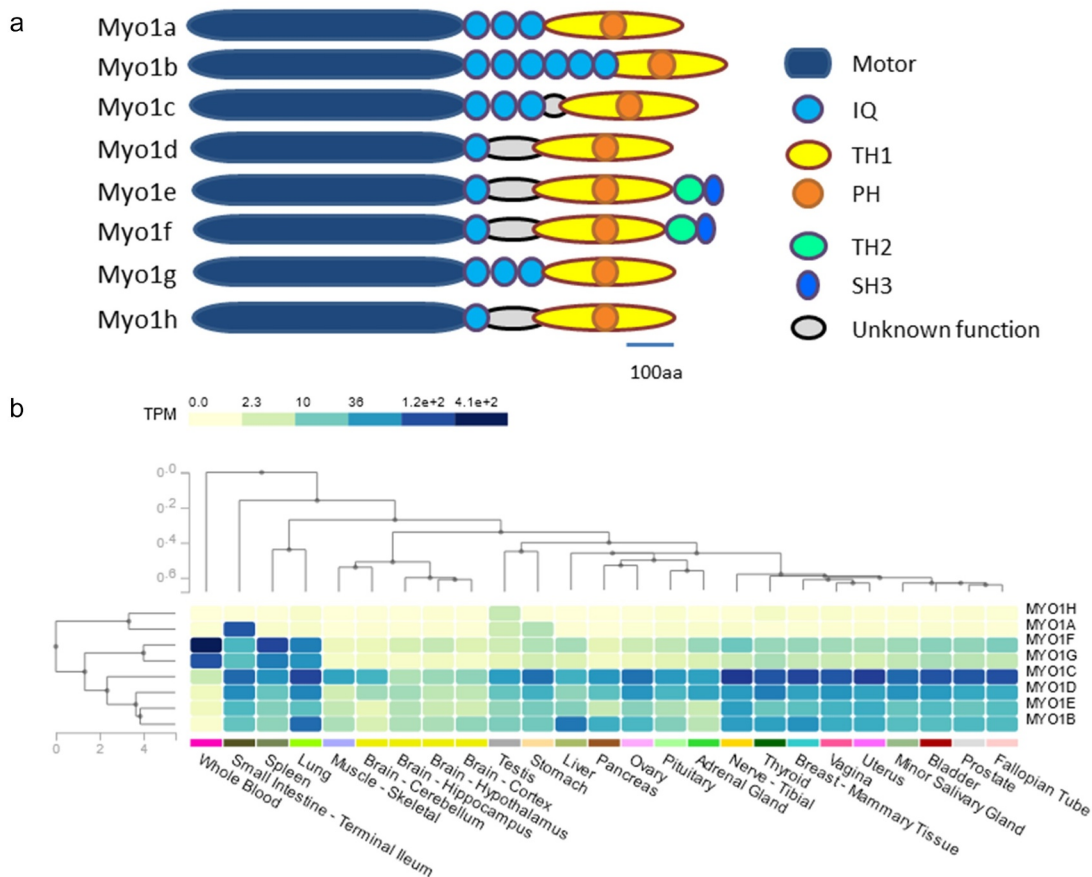 a
Myo1a
Myo1b
Myo1c
Myo1d
Myo1e
Myo1f
Myo1g
Myo1h
Motor
IQ
TH1
PH
TH2
SH3
Unknown function
100aa
b
TPM
0.0 2.3 10 36 1.2e+2 4.1e+2
0.0
0.2
0.4
0.6
MYO1H
MYO1A
MYO1F
MYO1G
MYO1C
MYO1D
MYO1E
MYO1B
0 2 4
Whole Blood
Small Intestine - Terminal Ileum
Spleen
Lung
Muscle - Skeletal
Brain - Cerebellum
Brain - Hippocampus
Brain - Hypothalamus
Brain - Cortex
Testis
Stomach
Liver
Pancreas
Ovary
Pituitary
Adrenal Gland
Nerve - Tibial
Thyroid
Breast - Mammary Tissue
Vagina
Uterus
Minor Salivary Gland
Bladder
Prostate
Fallopian Tube